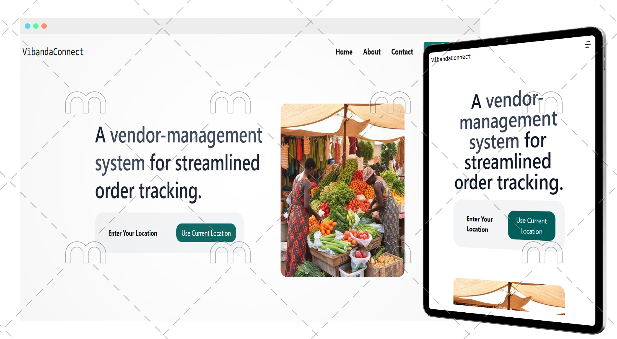 VibandaConnect
Home About Contact
A vendor-management
system for streamlined
order tracking.
Enter Your Location
Use Current Location
VibandaConnect
A vendor-
management
system for
streamlined
order tracking.
Enter Your
Location
Use Current
Location